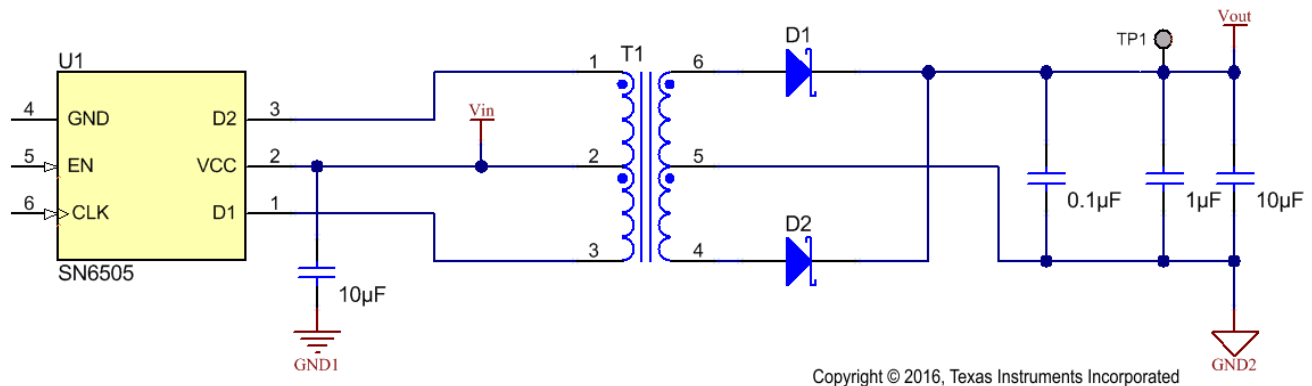 U1
4
GND
D2
3
5
EN
VCC
2
6
CLK
D1
1
SN6505
10µF
GND1
Vin
1
T1
6
2
5
3
4
D1
D2
TP1
Vout
0.1µF
1µF
10µF
GND2
Copyright © 2016, Texas Instruments Incorporated